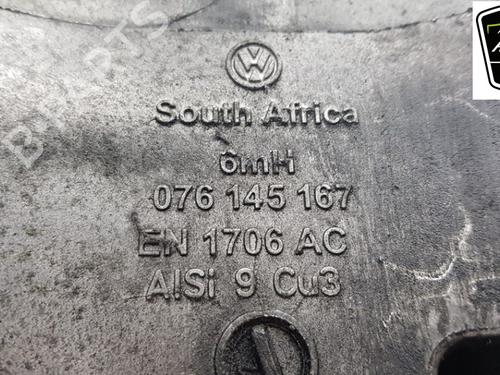 South Africa
6mH
076 145 167
EN 1706 AC
AlSi 9 Cu3